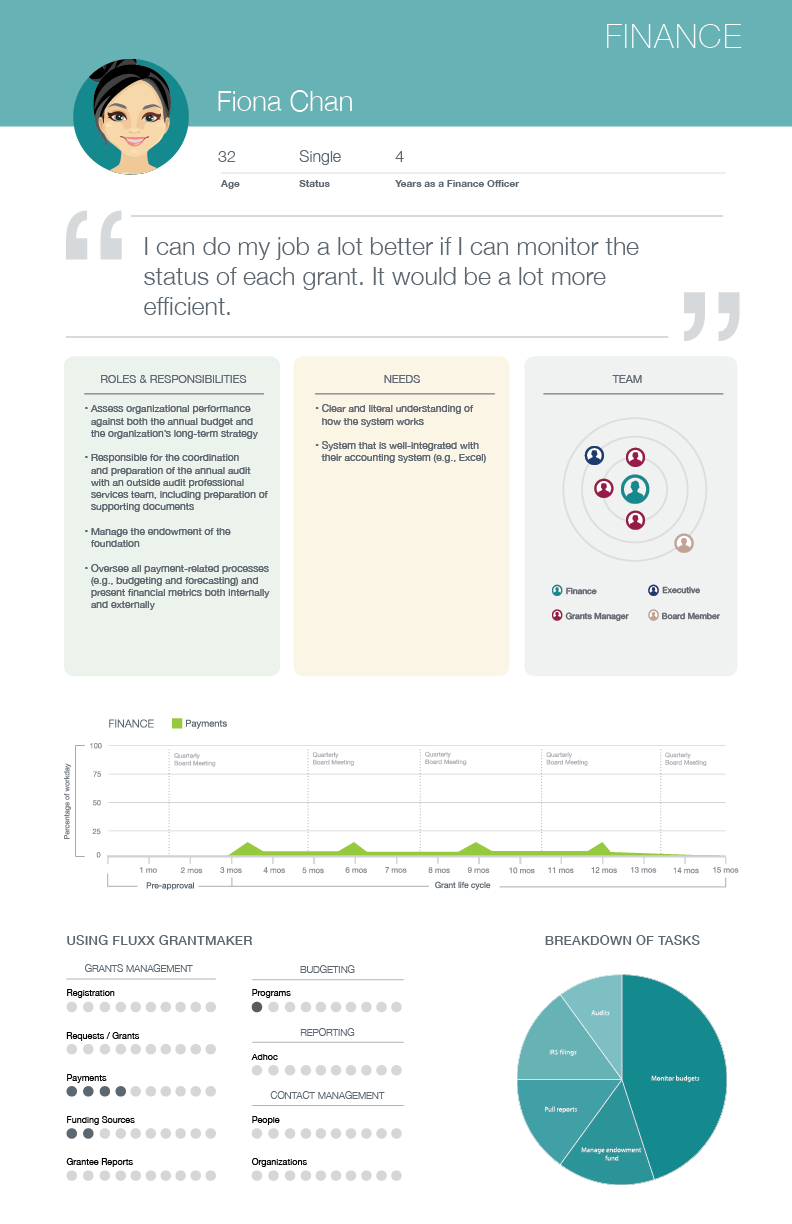 FINANCE
Fiona Chan
32
Single
4
Age
Status
Years as a Finance Officer
“
I can do my job a lot better if I can monitor the
status of each grant. It would be a lot more
efficient.
”
ROLES & RESPONSIBILITIES
• Assess organizational performance
against both the annual budget and
the organization's long-term strategy
• Responsible for the coordination
and preparation of the annual audit
with an outside audit professional
services team, including preparation of
supporting documents
• Manage the endowment of the
foundation
• Oversee all payment-related processes
(e.g., budgeting and forecasting) and
present financial metrics both internally
and externally
NEEDS
• Clear and literal understanding of
how the system works
• System that is well-integrated with
their accounting system (e.g., Excel)
TEAM
Finance
Executive
Grants Manager
Board Member
FINANCE
Payments
Percentage of workday
100
75
50
25
0
Quarterly
Board Meeting
Quarterly
Board Meeting
Quarterly
Board Meeting
Quarterly
Board Meeting
Quarterly
Board Meeting
1 mo
2 mos
3 mos
4 mos
5 mos
6 mos
7 mos
8 mos
9 mos
10 mos
11 mos
12 mos
13 mos
14 mos
15 mos
Pre-approval
Grant life cycle
USING FLUXX GRANTMAKER
GRANTS MANAGEMENT
Registration
Requests / Grants
Payments
Funding Sources
Grantee Reports
BUDGETING
Programs
REPORTING
Adhoc
CONTACT MANAGEMENT
People
Organizations
BREAKDOWN OF TASKS
Audits
IRS filings
Monitor budgets
Pull reports
Manage endowment
fund